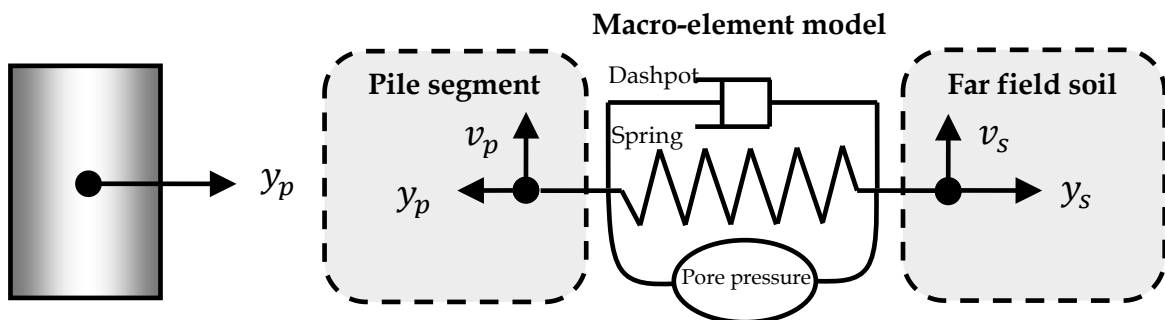 Macro-element model
Pile segment
Dashpot
Far field soil
v_p
Spring
v_s
y_p
y_p
y_s
Pore pressure